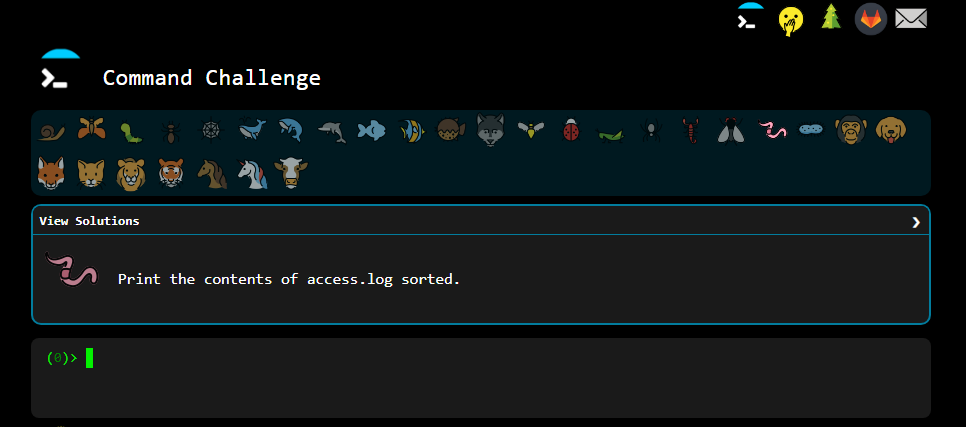 Command Challenge
View Solutions
Print the contents of access.log sorted.
(0)>